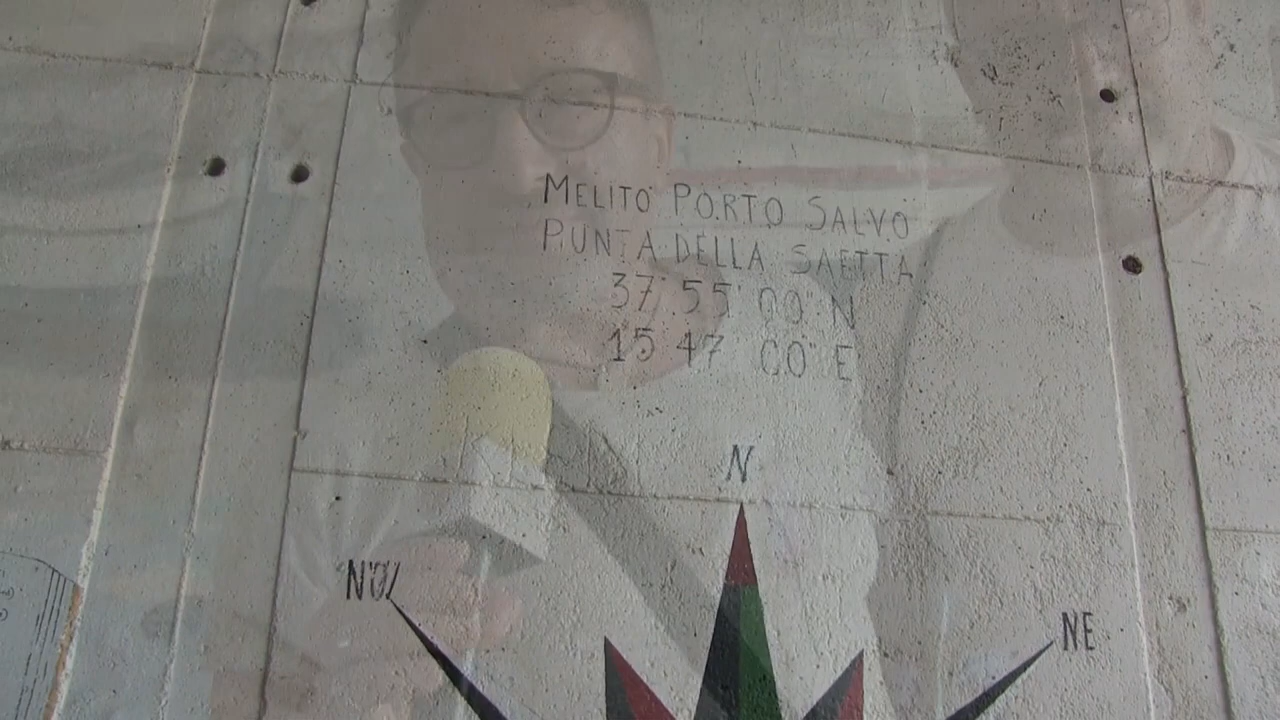 MELITO PORTO SALVO
PUNTA DELLA SAETTA
37° 55' 00" N
15° 47' 00" E
N
NO
NE